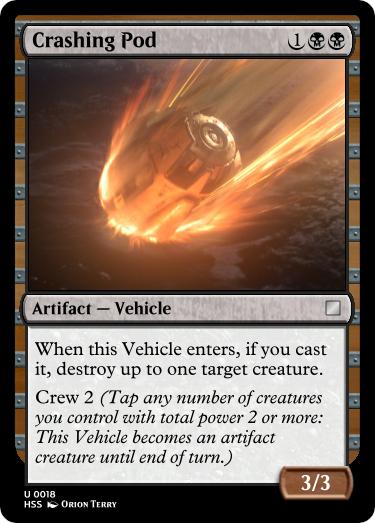 Crashing Pod 1
Artifact — Vehicle
When this Vehicle enters, if you cast
it, destroy up to one target creature.
Crew 2 (Tap any number of creatures
you control with total power 2 or more:
This Vehicle becomes an artifact
creature until end of turn.)
3/3
U 0018
HSS Orion Terry